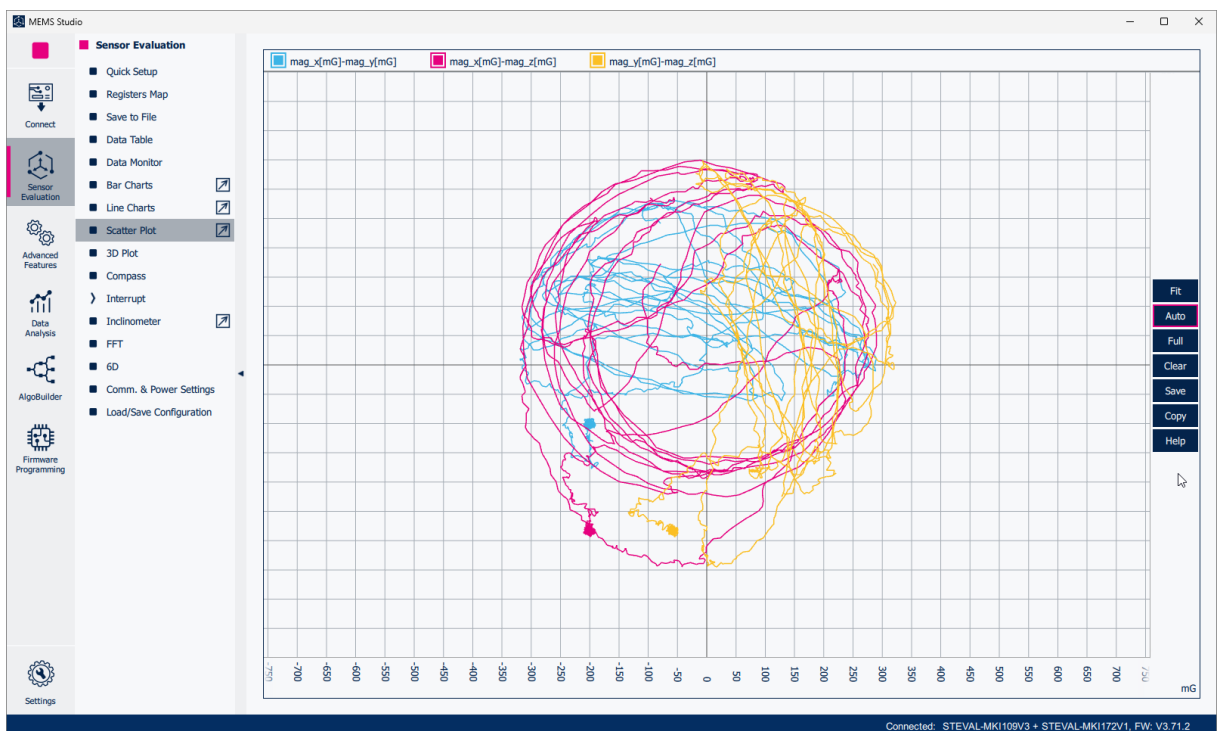 MEMS Studio
Connect
Sensor
Evaluation
Advanced
Features
Data
Analysis
AlgoBuilder
Firmware
Programming
Settings
Sensor Evaluation
Quick Setup
Registers Map
Save to File
Data Table
Data Monitor
Bar Charts
Line Charts
Scatter Plot
3D Plot
Compass
Interrupt
Inclinometer
FFT
6D
Comm. & Power Settings
Load/Save Configuration
mag_x[mG]-mag_y[mG] mag_x[mG]-mag_z[mG] mag_y[mG]-mag_z[mG]
Fit
Auto
Full
Clear
Save
Copy
Help
-750 -700 -650 -600 -550 -500 -450 -400 -350 -300 -250 -200 -150 -100 -50 0 50 100 150 200 250 300 350 400 450 500 550 600 650 700 750
mG
Connected: STEVAL-MKI109V3 + STEVAL-MKI172V1, FW: V3.71.2